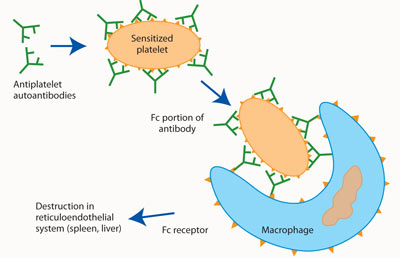 Sensitized
platelet
Antiplatelet
autoantibodies
Fc portion of
antibody
Destruction in
reticuloendothelial
system (spleen, liver)
Fc receptor
Macrophage